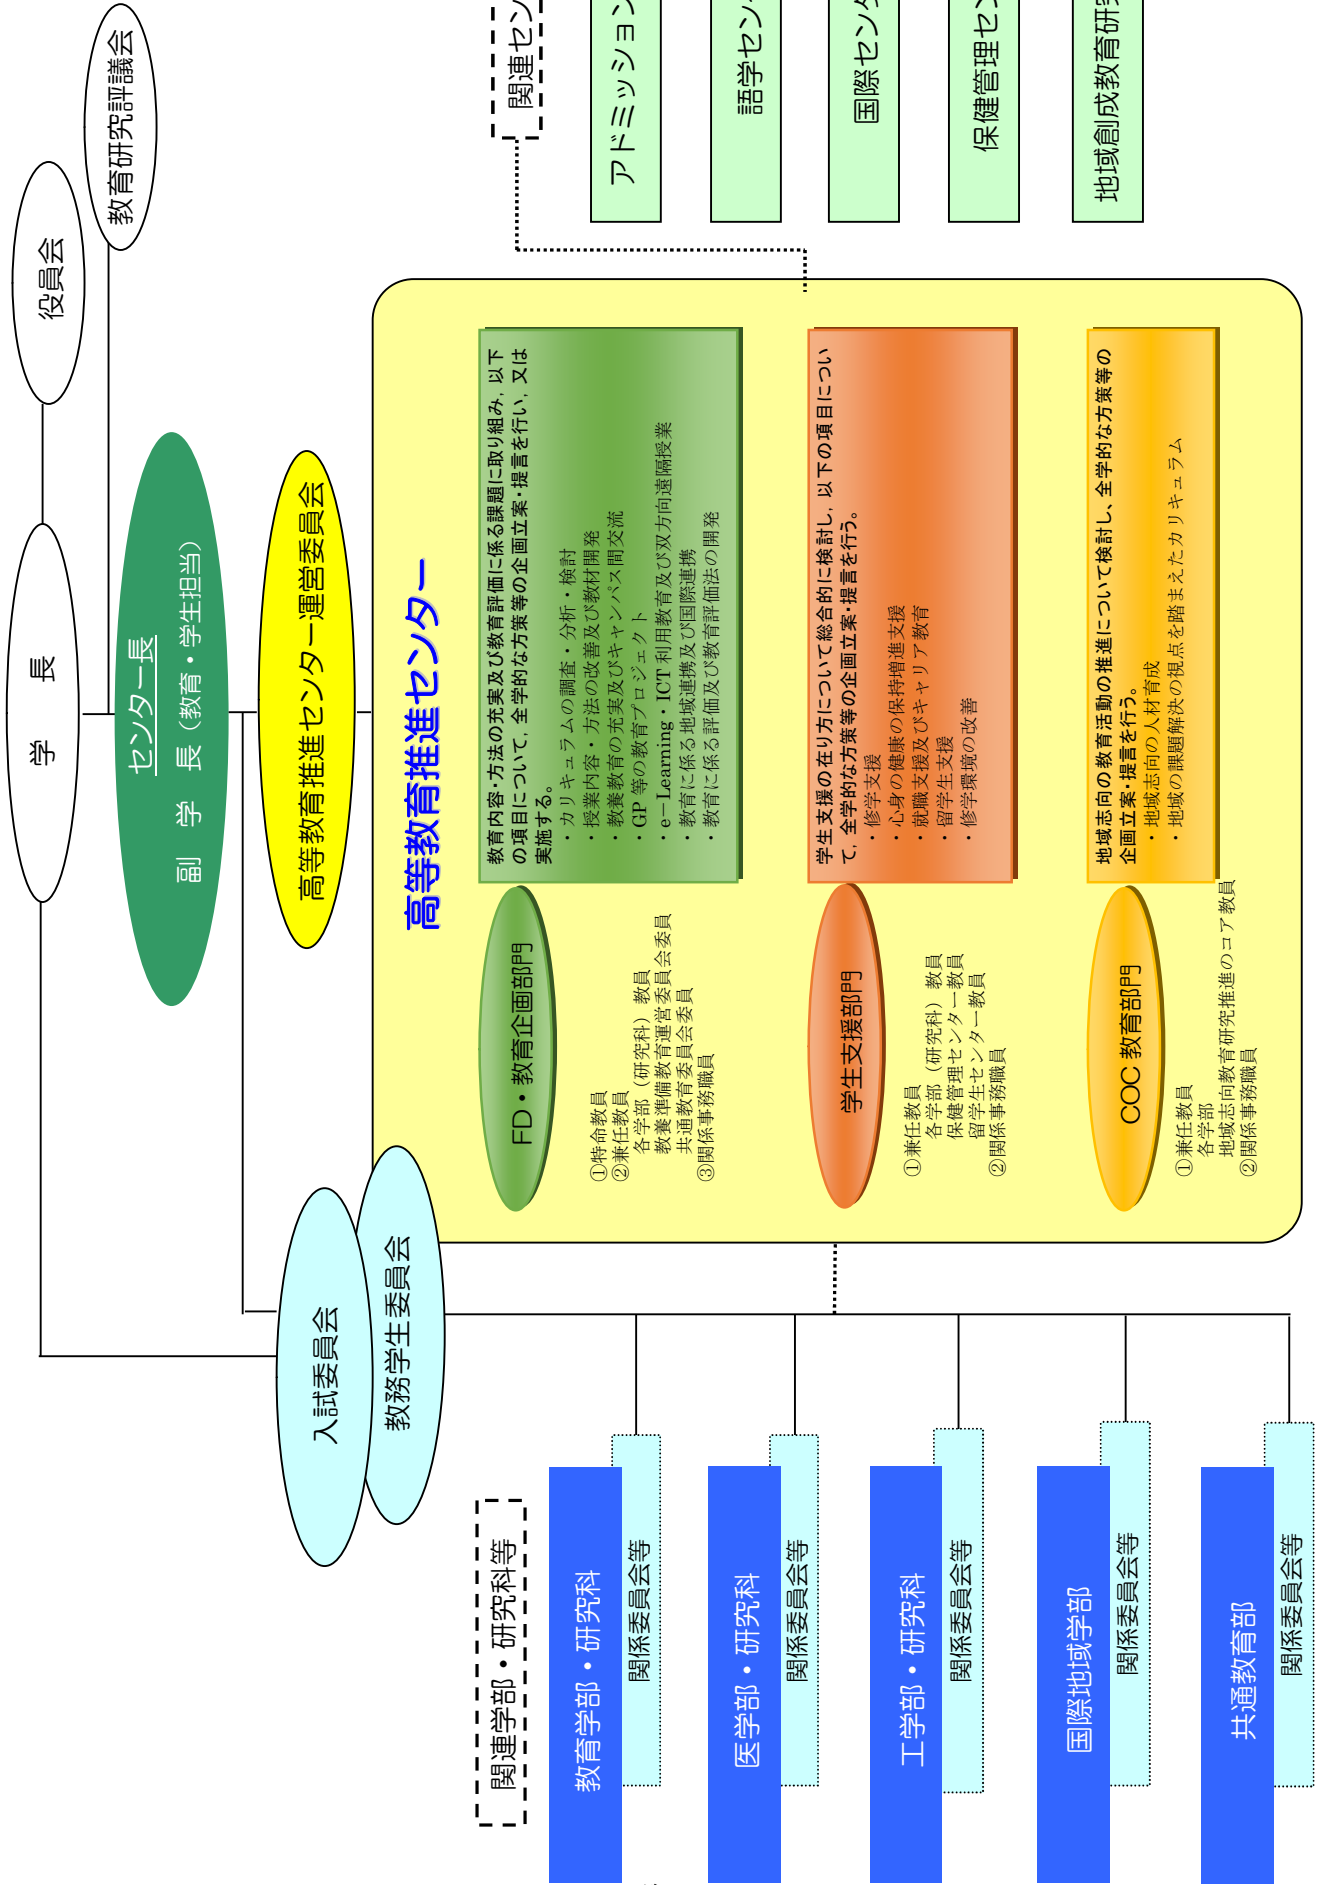 学　長
役員会
教育研究評議会
センター長
副　学　長（教育・学生担当）
高等教育推進センター運営委員会
入試委員会
教務学生委員会
高等教育推進センター
FD・教育企画部門
①特命教員
②兼任教員
各学部（研究科）教員
教養準備教育運営委員会委員
共通教育委員会委員
③関係事務職員
教育内容・方法の充実及び教育評価に係る課題に取り組み，以下
の項目について，全学的な方策等の企画立案・提言を行い，又は
実施する。
・カリキュラムの調査・分析・検討
・授業内容・方法の改善及び教材開発
・教養教育の充実及びキャンパス間交流
・GP 等の教育プロジェクト
・e－Learning・ICT 利用教育及び双方向遠隔授業
・教育に係る地域連携及び国際連携
・教育に係る評価及び教育評価法の開発
学生支援部門
①兼任教員
各学部（研究科）教員
保健管理センター教員
留学生センター教員
②関係事務職員
学生支援の在り方について総合的に検討し，以下の項目につい
て，全学的な方策等の企画立案・提言を行う。
・修学支援
・心身の健康の保持増進支援
・就職支援及びキャリア教育
・留学生支援
・修学環境の改善
COC 教育部門
①兼任教員
各学部
地域志向教育研究推進のコア教員
②関係事務職員
地域志向の教育活動の推進について検討し、全学的な方策等の
企画立案・提言を行う。
・地域志向の人材育成
・地域の課題解決の視点を踏まえたカリキュラム
関連学部・研究科等
教育学部・研究科
関係委員会等
医学部・研究科
関係委員会等
工学部・研究科
関係委員会等
国際地域学部
関係委員会等
共通教育部
関係委員会等
関連セン
アドミッション
語学セン
国際セン
保健管理セン
地域創成教育研